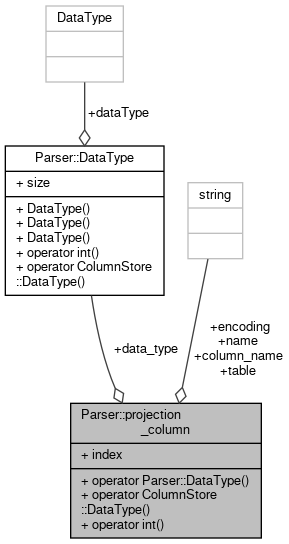 DataType
+dataType
Parser::DataType
+ size
+ DataType()
+ DataType()
+ DataType()
+ operator int()
+ operator ColumnStore
::DataType()
string
+data_type
+encoding
+name
+column_name
+table
Parser::projection
_column
+ index
+ operator Parser::DataType()
+ operator ColumnStore
::DataType()
+ operator int()